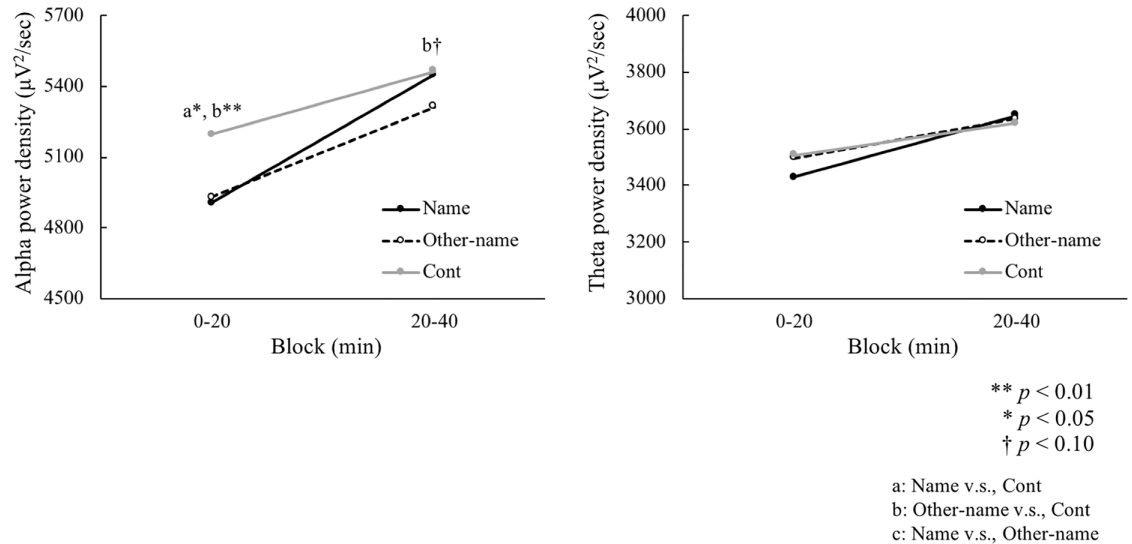 Alpha power density (μV²/sec)
5700
5400
5100
4800
4500
a*, b**
b†
Name
Other-name
Cont
0-20
20-40
Block (min)
Theta power density (μV²/sec)
4000
3800
3600
3400
3200
3000
Name
Other-name
Cont
0-20
20-40
Block (min)
** p < 0.01
* p < 0.05
† p < 0.10
a: Name v.s., Cont
b: Other-name v.s., Cont
c: Name v.s., Other-name